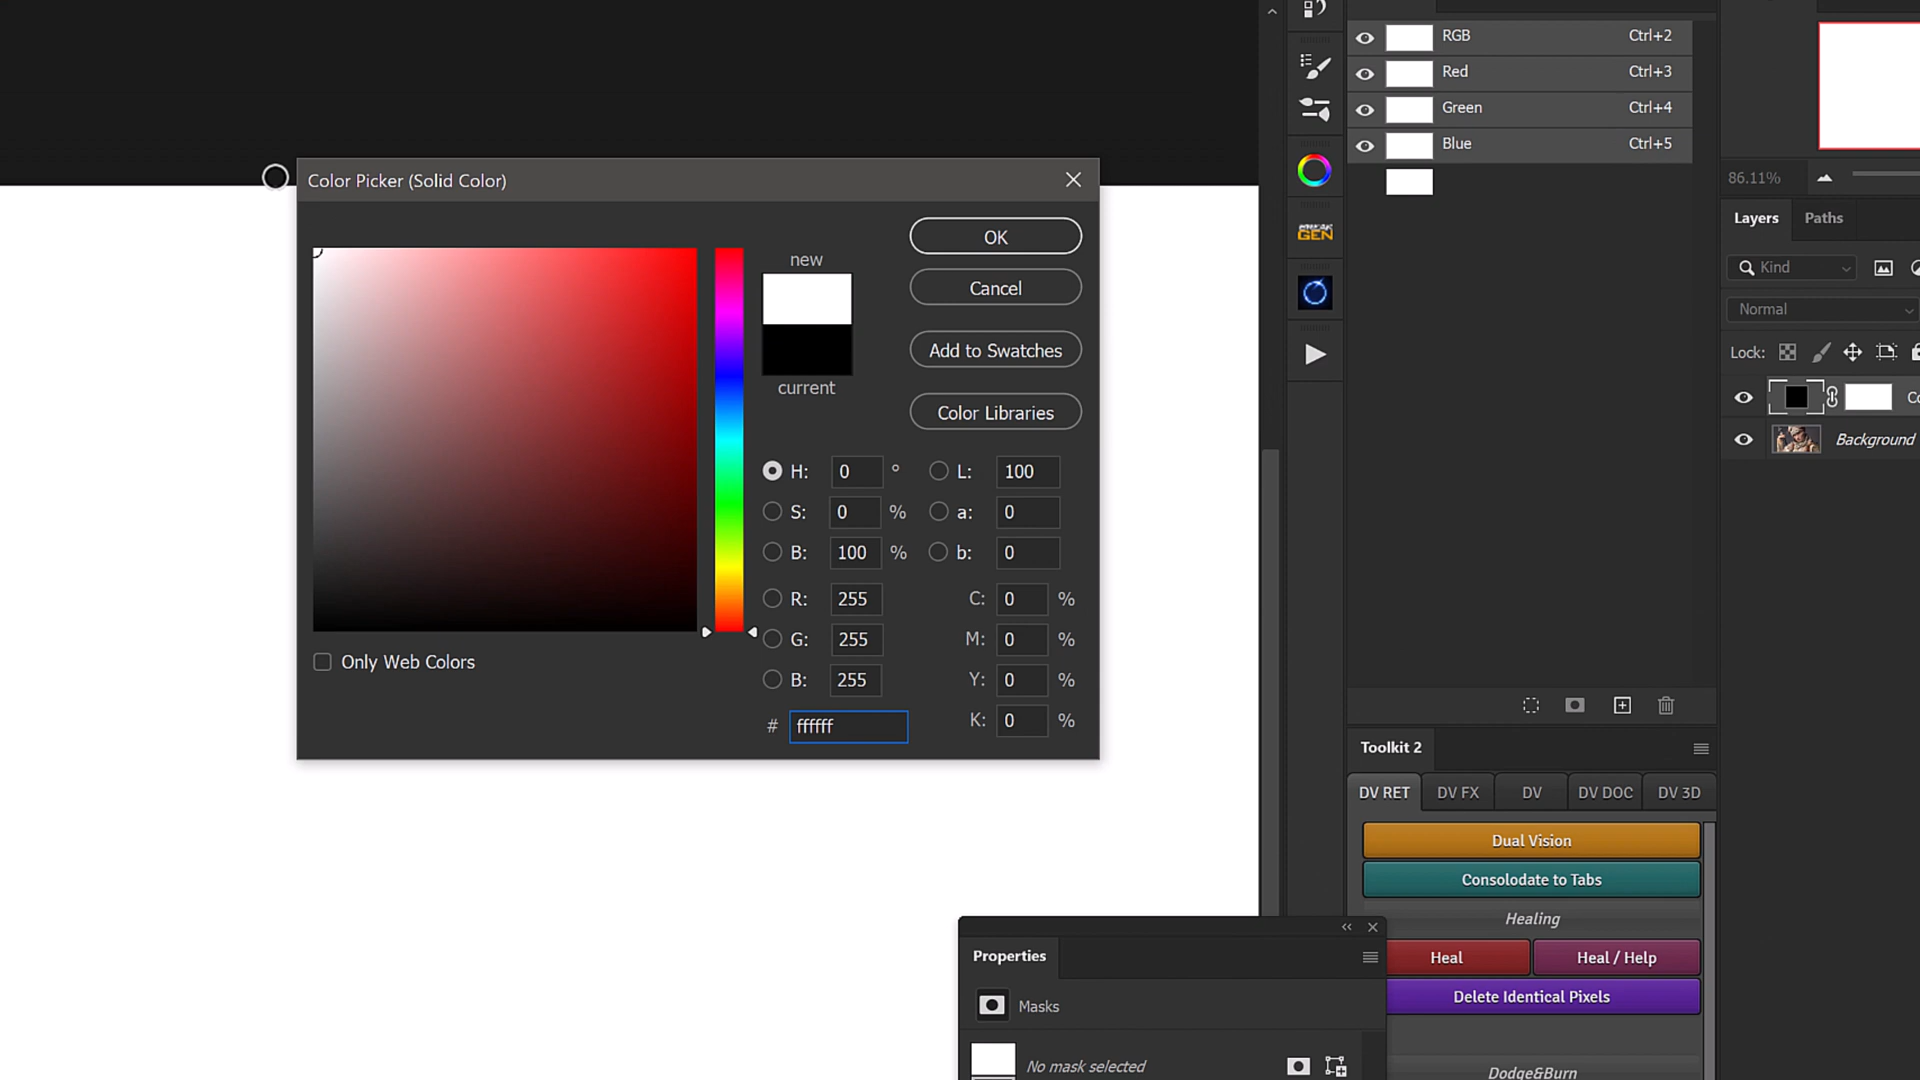 Color Picker (Solid Color)
new
current
OK
Cancel
Add to Swatches
Color Libraries
H: 0 °
S: 0 %
B: 100 %
R: 255
G: 255
B: 255
# ffffff
L: 100
a: 0
b: 0
C: 0 %
M: 0 %
Y: 0 %
K: 0 %
Only Web Colors
RGB Ctrl+2
Red Ctrl+3
Green Ctrl+4
Blue Ctrl+5
GEN
86.11%
Layers Paths
Kind
Normal
Lock:
Background
Toolkit 2
DV RET DV FX DV DV DOC DV 3D
Dual Vision
Consolodate to Tabs
Healing
Heal Heal / Help
Delete Identical Pixels
Dodge&Burn
Properties
Masks
No mask selected